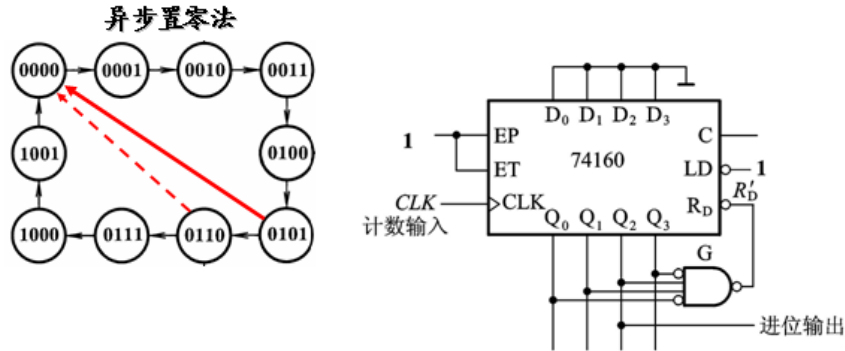 异步置零法
0000 0001 0010 0011
1001 0100
1000 0111 0110 0101
D₀ D₁ D₂ D₃
1 EP C
74160
ET LD 1
CLK CLK R_D R′_D
计数输入 Q₀ Q₁ Q₂ Q₃
G
进位输出